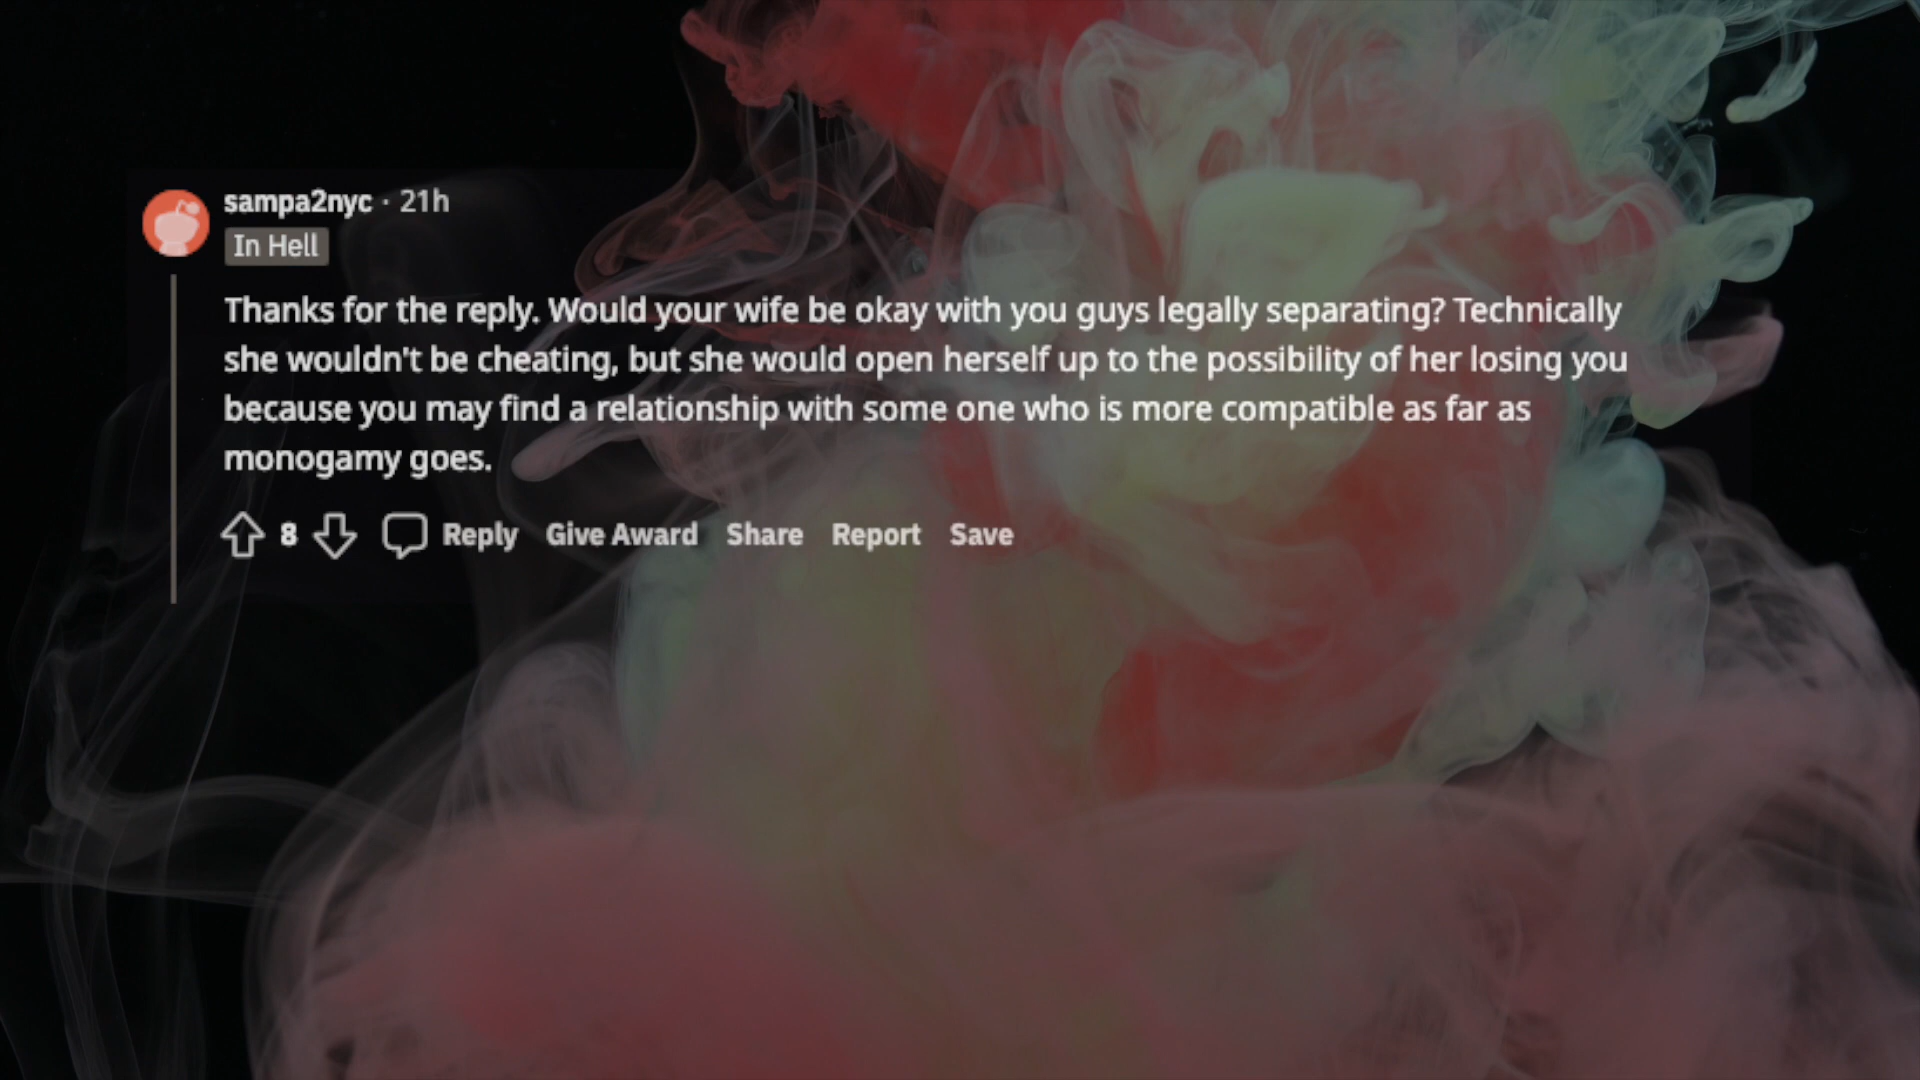 sampa2nyc · 21h
In Hell
Thanks for the reply. Would your wife be okay with you guys legally separating? Technically
she wouldn't be cheating, but she would open herself up to the possibility of her losing you
because you may find a relationship with some one who is more compatible as far as
monogamy goes.
8 Reply Give Award Share Report Save